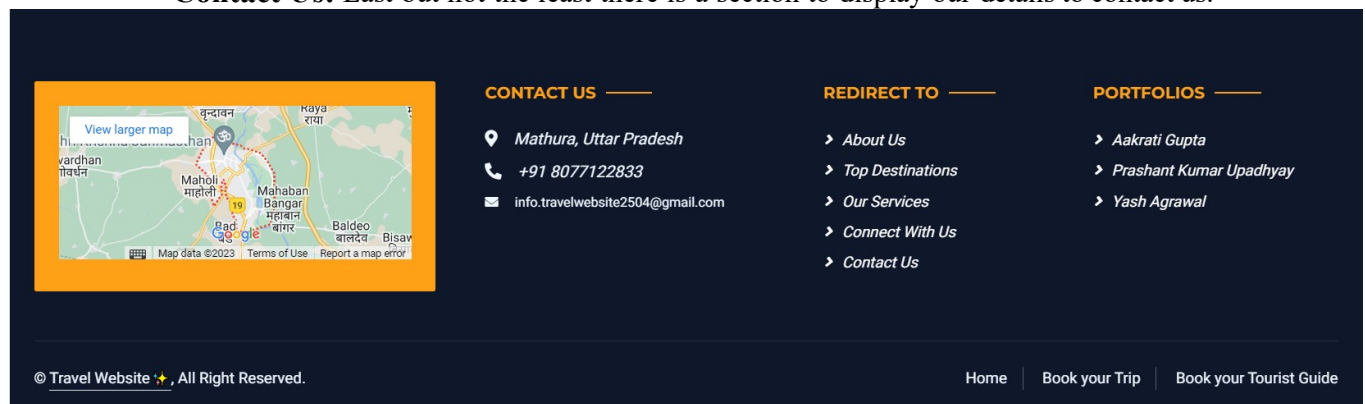 Contact Us: Last but not the least there is a section to display our details to contact us.
वृन्दावन
Raya
राया
View larger map
vardhan
गोवर्धन
Maholi
माहोली
19
Mahaban
Bangar
महाबान
बांगर
Baldeo
बालदेव
Bad
Google
Map data ©2023
Terms of Use
Report a map error
CONTACT US
Mathura, Uttar Pradesh
+91 8077122833
info.travelwebsite2504@gmail.com
REDIRECT TO
About Us
Top Destinations
Our Services
Connect With Us
Contact Us
PORTFOLIOS
Aakrati Gupta
Prashant Kumar Upadhyay
Yash Agrawal
© Travel Website ✨, All Right Reserved.
Home
Book your Trip
Book your Tourist Guide